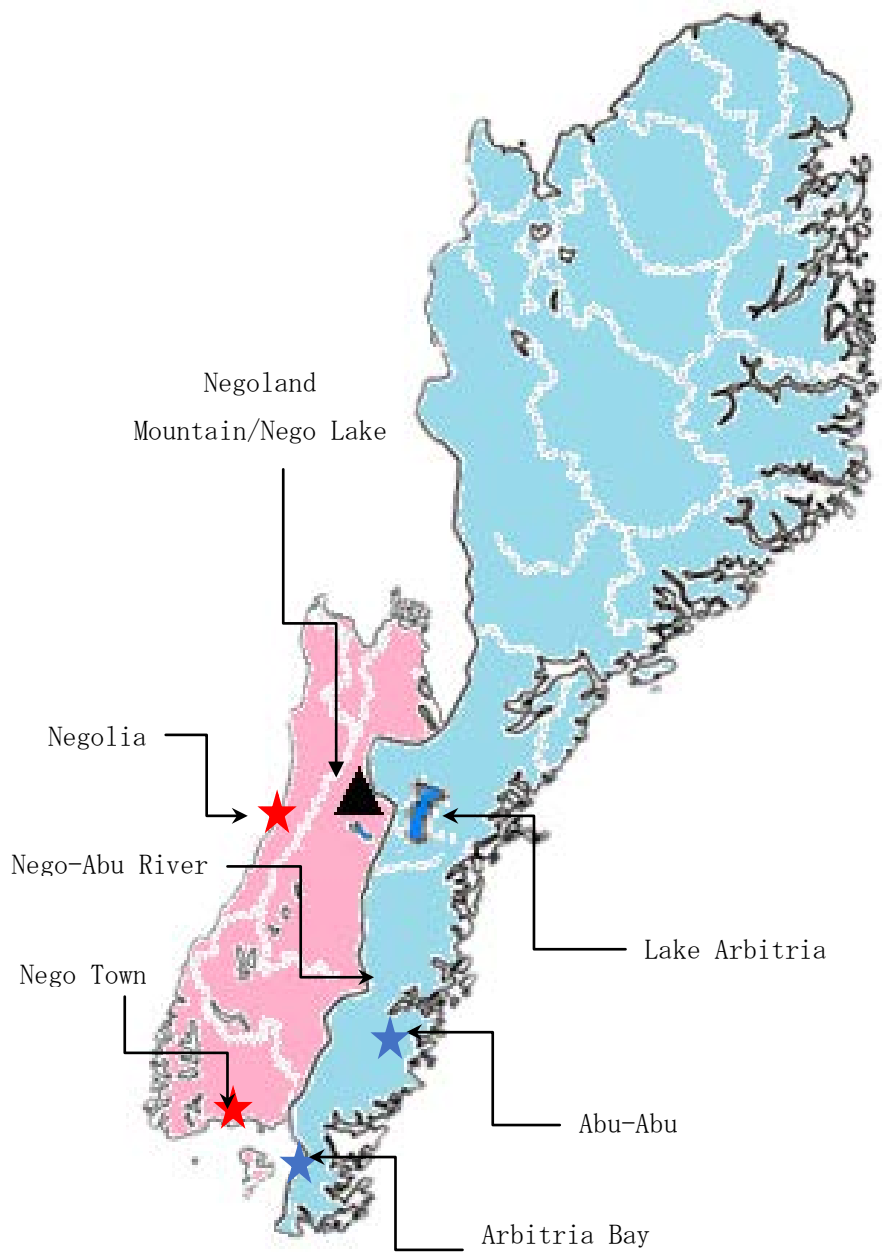 Negoland
Mountain/Nego Lake
Negolia
Nego-Abu River
Lake Arbitria
Nego Town
Abu-Abu
Arbitria Bay